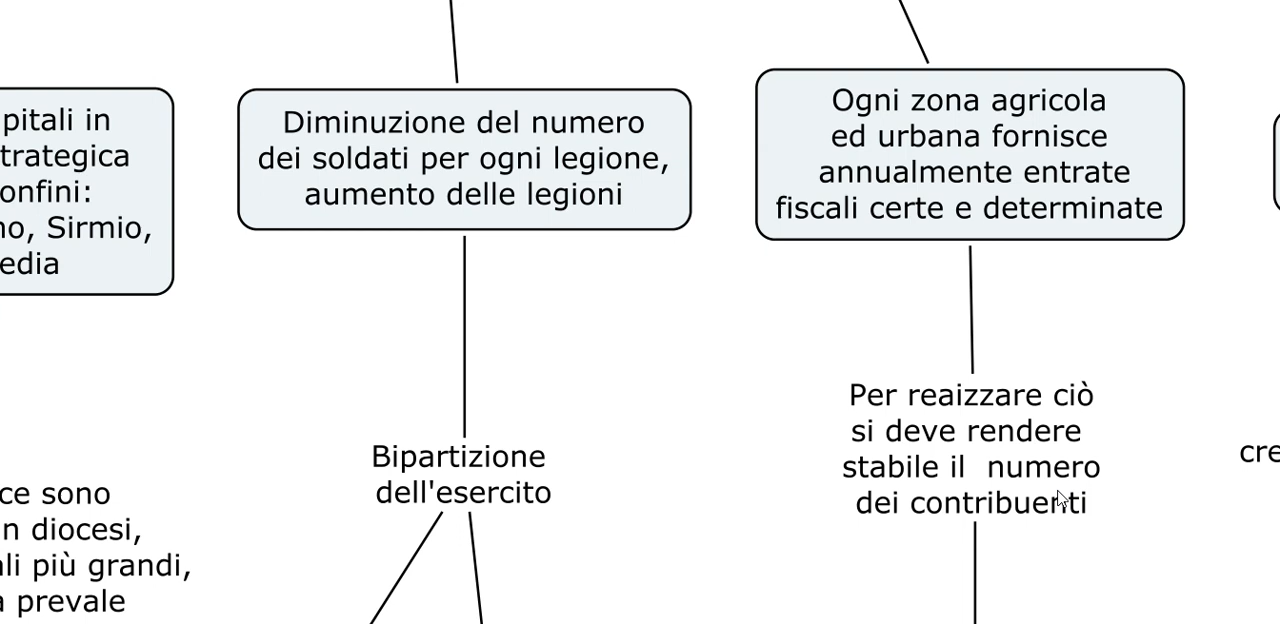 pitali in
trategica
onfini:
no, Sirmio,
edia
Diminuzione del numero
dei soldati per ogni legione,
aumento delle legioni
Ogni zona agricola
ed urbana fornisce
annualmente entrate
fiscali certe e determinate
Per reaizzare ciò
si deve rendere
stabile il  numero
dei contribuenti
Bipartizione
dell'esercito
ce sono
n diocesi,
ali più grandi,
a prevale
cre